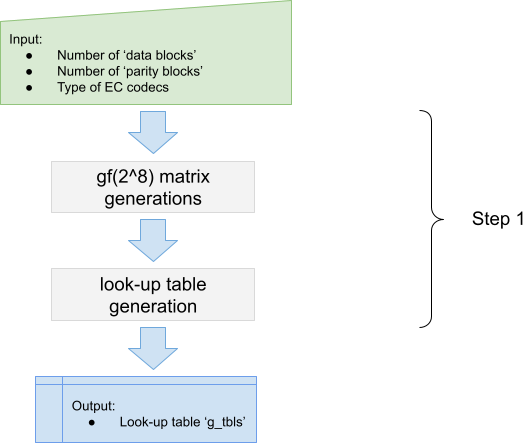 Input:
● Number of ‘data blocks’
● Number of ‘parity blocks’
● Type of EC codecs
gf(2^8) matrix
generations
Step 1
look-up table
generation
Output:
● Look-up table ‘g_tbls’